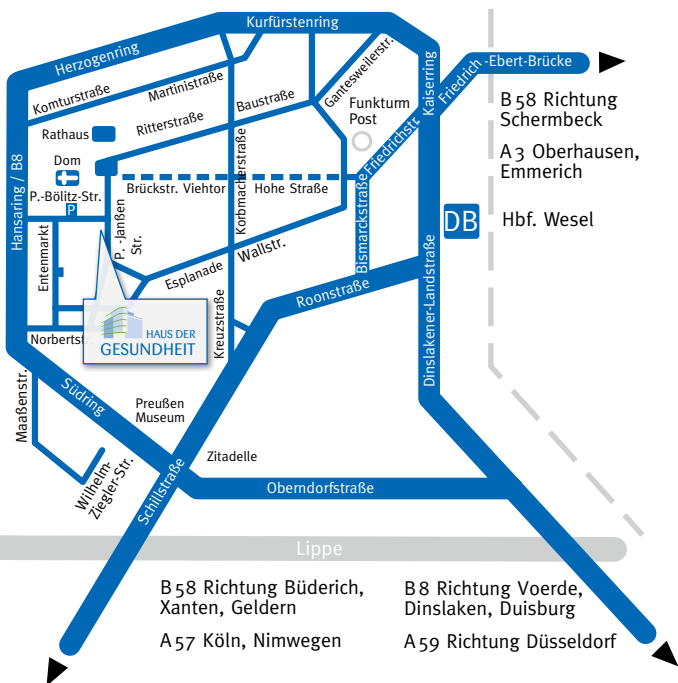 Kurfürstenring
Herzogenring
Martinistraße
Komturstraße
Gantesweilerstr.
Baustraße
Kaiserring
Friedrich -Ebert-Brücke
Funkturm
Post
B 58 Richtung
Schermbeck
Rathaus
Ritterstraße
Friedrichstr.
A 3 Oberhausen,
Emmerich
Dom
Korbmacherstraße
P.-Bölitz-Str.
Brückstr. Viehtor
Hohe Straße
Hansaring / B8
P
P. -Janßen
Str.
Bismarckstraße
DB
Hbf. Wesel
Entenmarkt
Wallstr.
Esplanade
Roonstraße
Dinslakener-Landstraße
HAUS DER
GESUNDHEIT
Norbertstr.
Kreuzstraße
Maaßenstr.
Südring
Preußen
Museum
Zitadelle
Wilhelm-
Ziegler-Str.
Schillstraße
Oberndorfstraße
Lippe
B 58 Richtung Büderich,
Xanten, Geldern
A 57 Köln, Nimwegen
B 8 Richtung Voerde,
Dinslaken, Duisburg
A 59 Richtung Düsseldorf